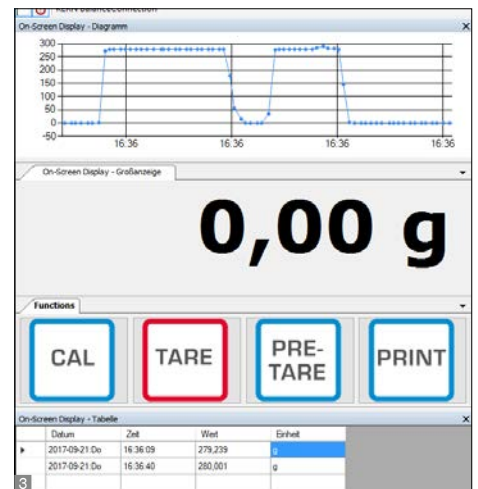 KERN BalanceConnection
On-Screen Display - Diagramm
300
250
200
150
100
50
0
-50
16:36 16:36 16:36 16:36
On-Screen Display - Großanzeige
0,00 g
Functions
CAL TARE PRE-TARE PRINT
On-Screen Display - Tabelle
Datum Zeit Wert Einheit
2017-09-21:Do 16:36:09 279,239 g
2017-09-21:Do 16:36:40 280,001 g
3